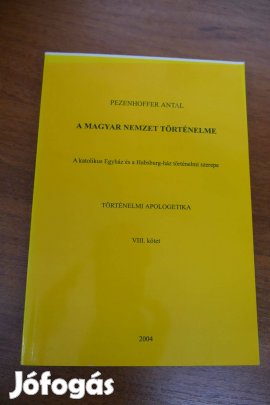 PEZENHOFFER ANTAL
A MAGYAR NEMZET TÖRTÉNELME
A katolikus Egyház és a Habsburg-ház történelmi szerepe
TÖRTÉNELMI APOLOGETIKA
VIII. kötet
2004
Jófogás